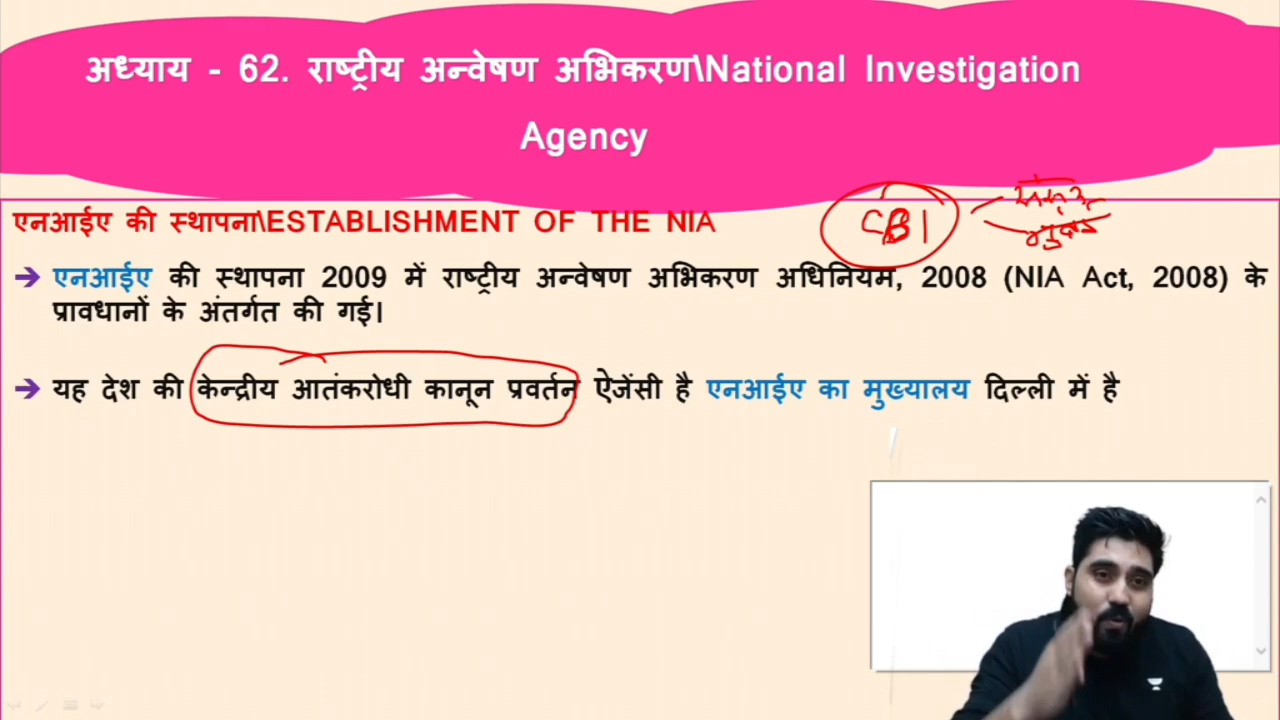 अध्याय - 62. राष्ट्रीय अन्वेषण अभिकरण\National Investigation
Agency
एनआईए की स्थापना\ESTABLISHMENT OF THE NIA
CBI
➔ एनआईए की स्थापना 2009 में राष्ट्रीय अन्वेषण अभिकरण अधिनियम, 2008 (NIA Act, 2008) के
प्रावधानों के अंतर्गत की गई।
➔ यह देश की केन्द्रीय आतंकरोधी कानून प्रवर्तन ऐजेंसी है एनआईए का मुख्यालय दिल्ली में है